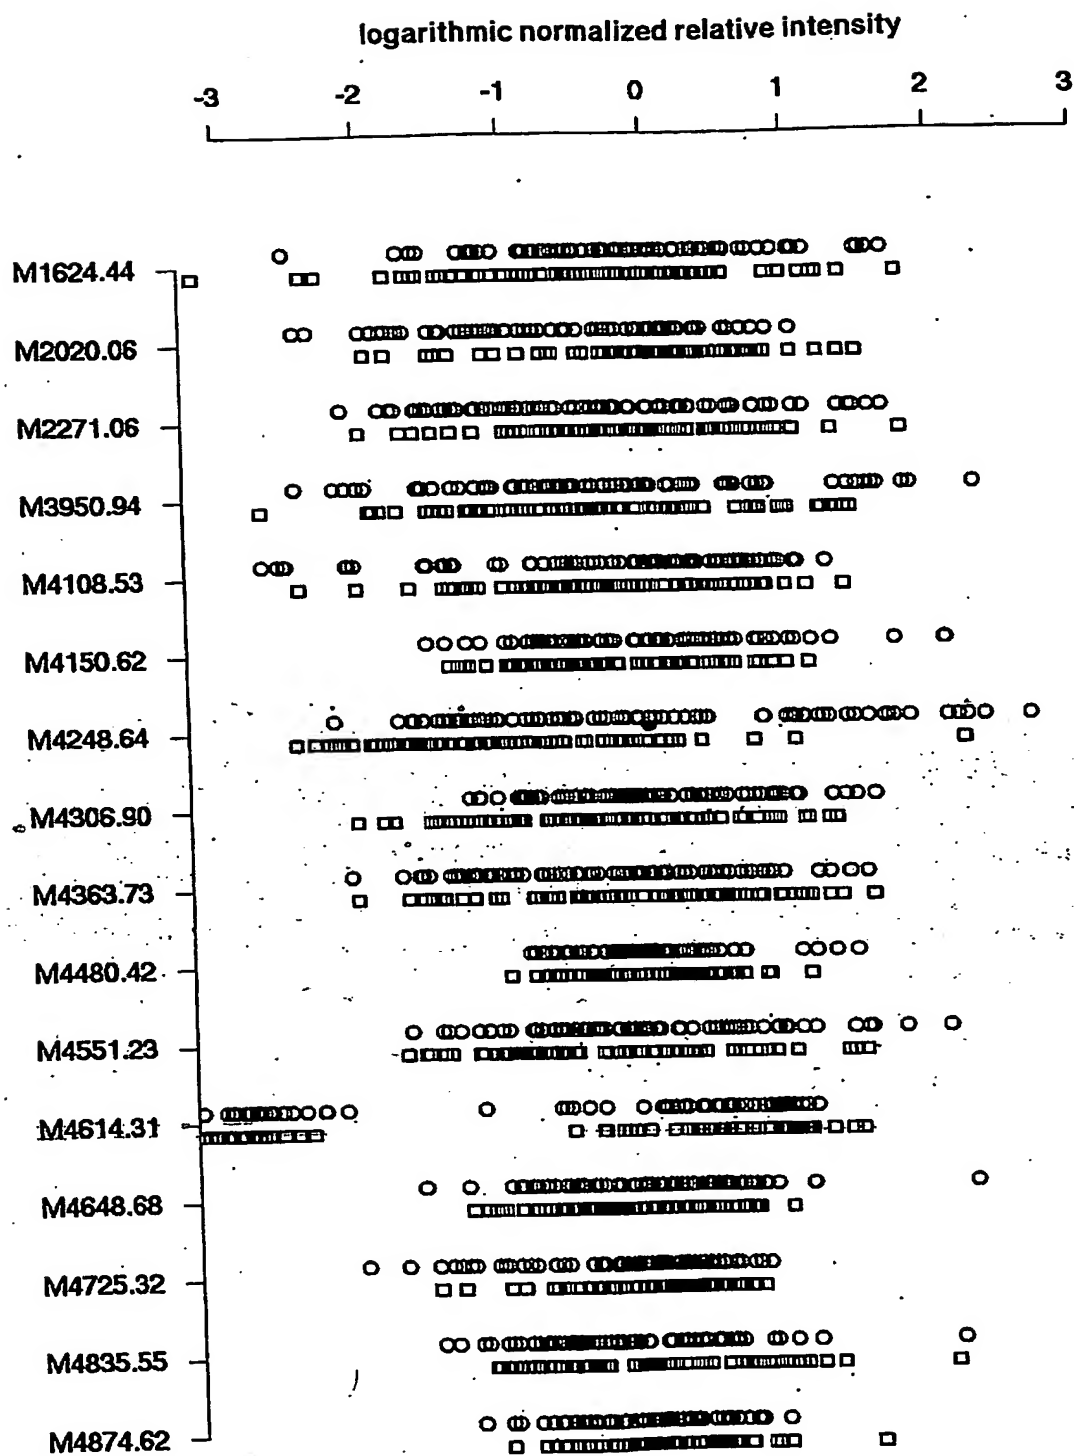 logarithmic normalized relative intensity
-3 -2 -1 0 1 2 3
M1624.44
M2020.06
M2271.06
M3950.94
M4108.53
M4150.62
M4248.64
M4306.90
M4363.73
M4480.42
M4551.23
M4614.31
M4648.68
M4725.32
M4835.55
M4874.62